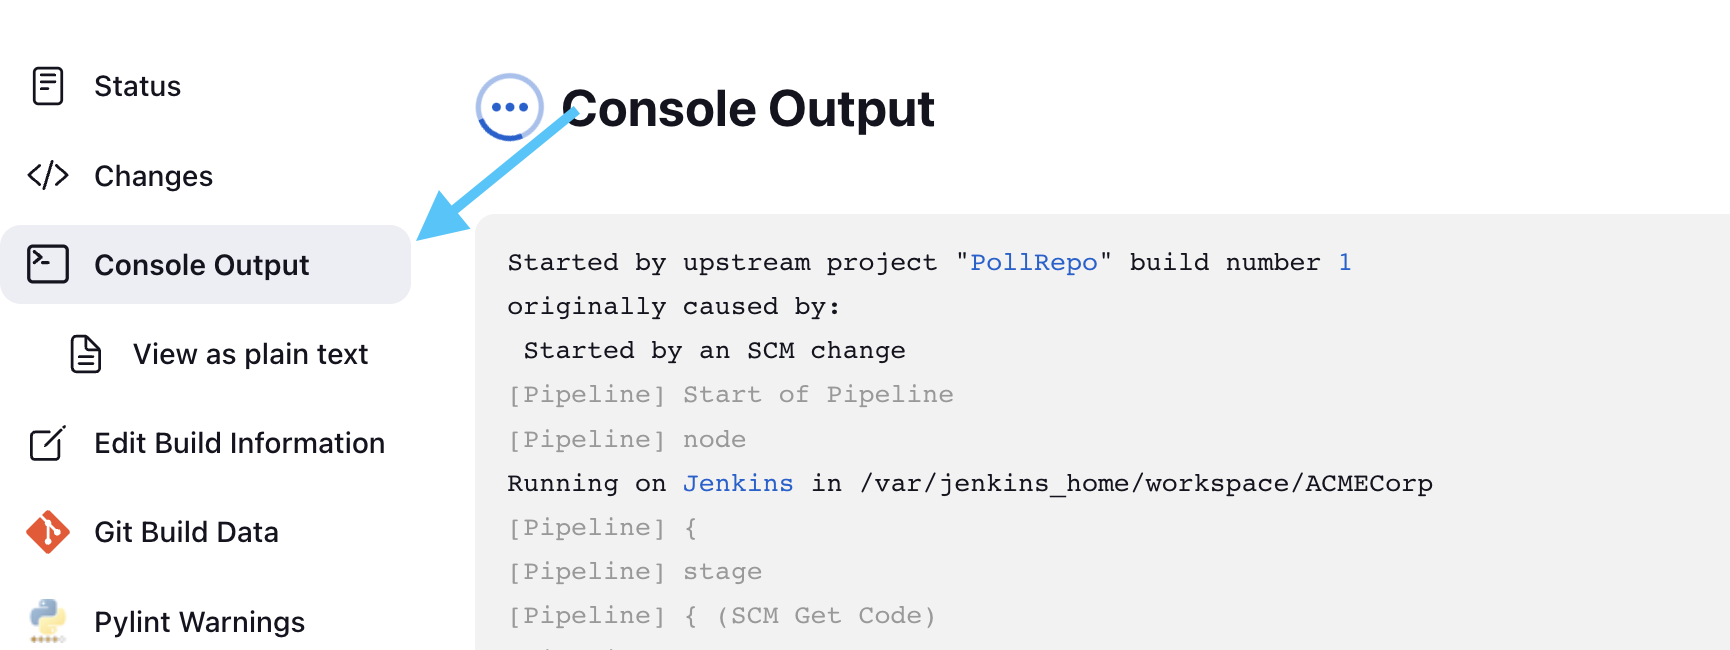 Status
Changes
Console Output
View as plain text
Edit Build Information
Git Build Data
Pylint Warnings
Console Output
Started by upstream project "PollRepo" build number 1
originally caused by:
 Started by an SCM change
[Pipeline] Start of Pipeline
[Pipeline] node
Running on Jenkins in /var/jenkins_home/workspace/ACMECorp
[Pipeline] {
[Pipeline] stage
[Pipeline] { (SCM Get Code)